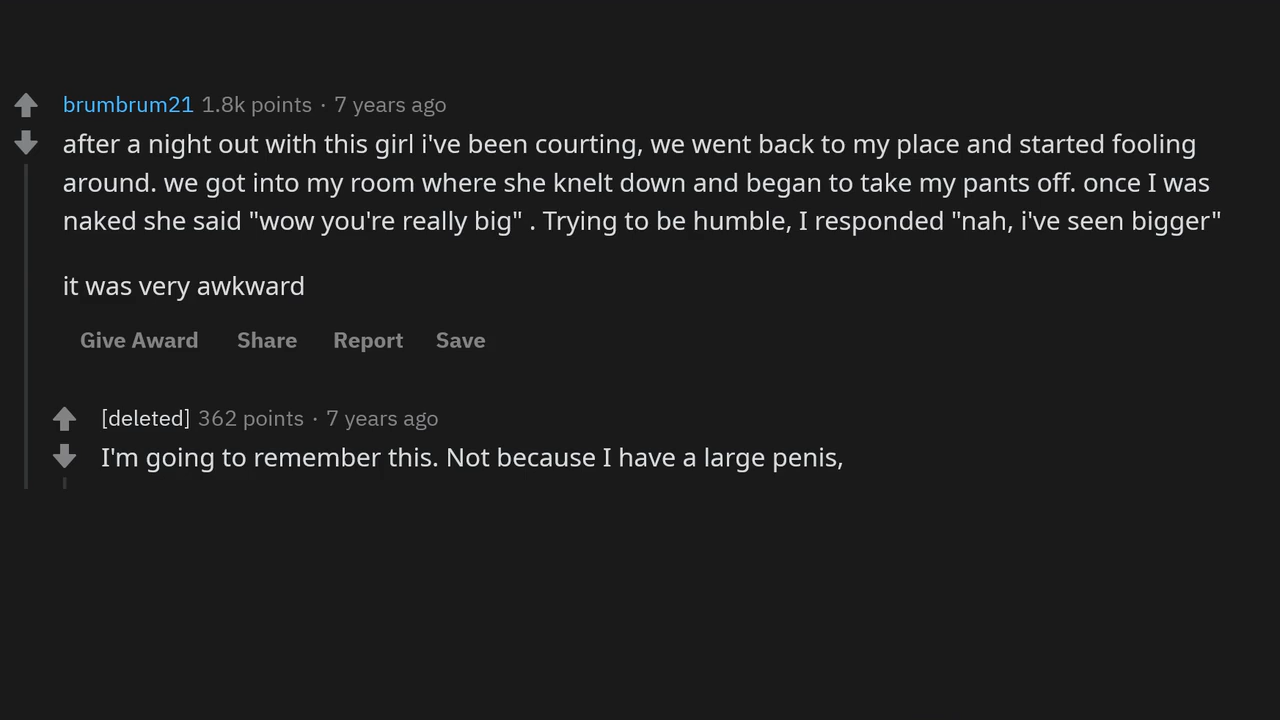 brumbrum21 1.8k points · 7 years ago
after a night out with this girl i've been courting, we went back to my place and started fooling
around. we got into my room where she knelt down and began to take my pants off. once I was
naked she said "wow you're really big" . Trying to be humble, I responded "nah, i've seen bigger"
it was very awkward
Give Award Share Report Save
[deleted] 362 points · 7 years ago
I'm going to remember this. Not because I have a large penis,